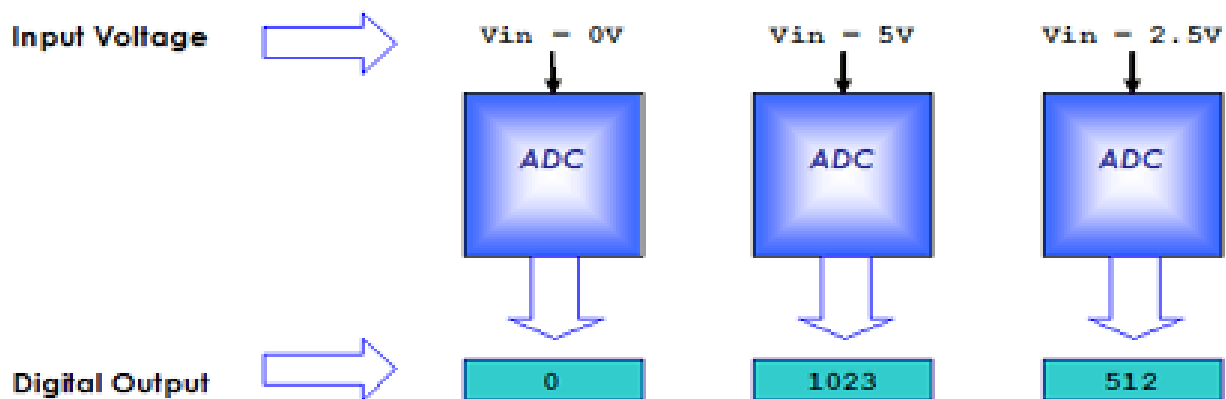 Input Voltage
Vin - 0V
Vin - 5V
Vin - 2.5V
ADC
ADC
ADC
Digital Output
0
1023
512